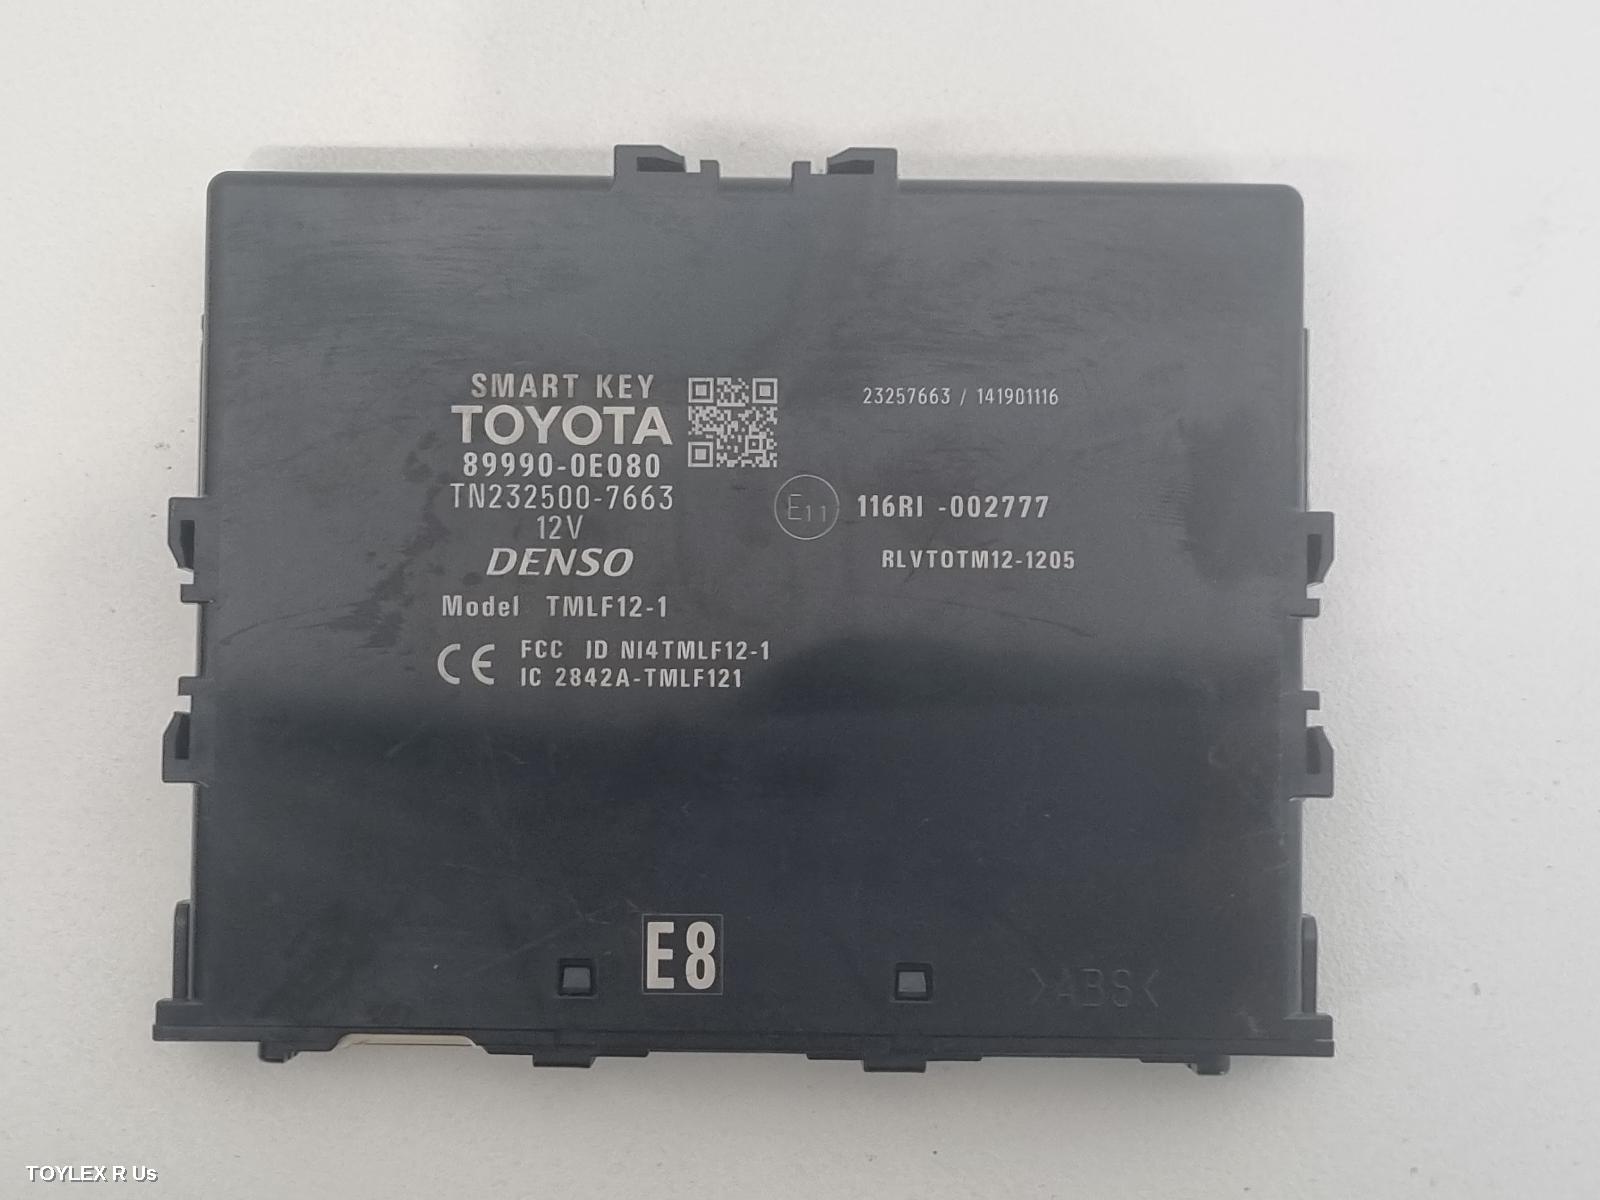 SMART KEY
TOYOTA
89990-0E080
TN232500-7663
12V
DENSO
Model TMLF12-1
CE FCC ID NI4TMLF12-1
IC 2842A-TMLF121
23257663 / 141901116
E11 116RI -002777
RLVTOTM12-1205
E8
>ABS<
TOYLEX R Us